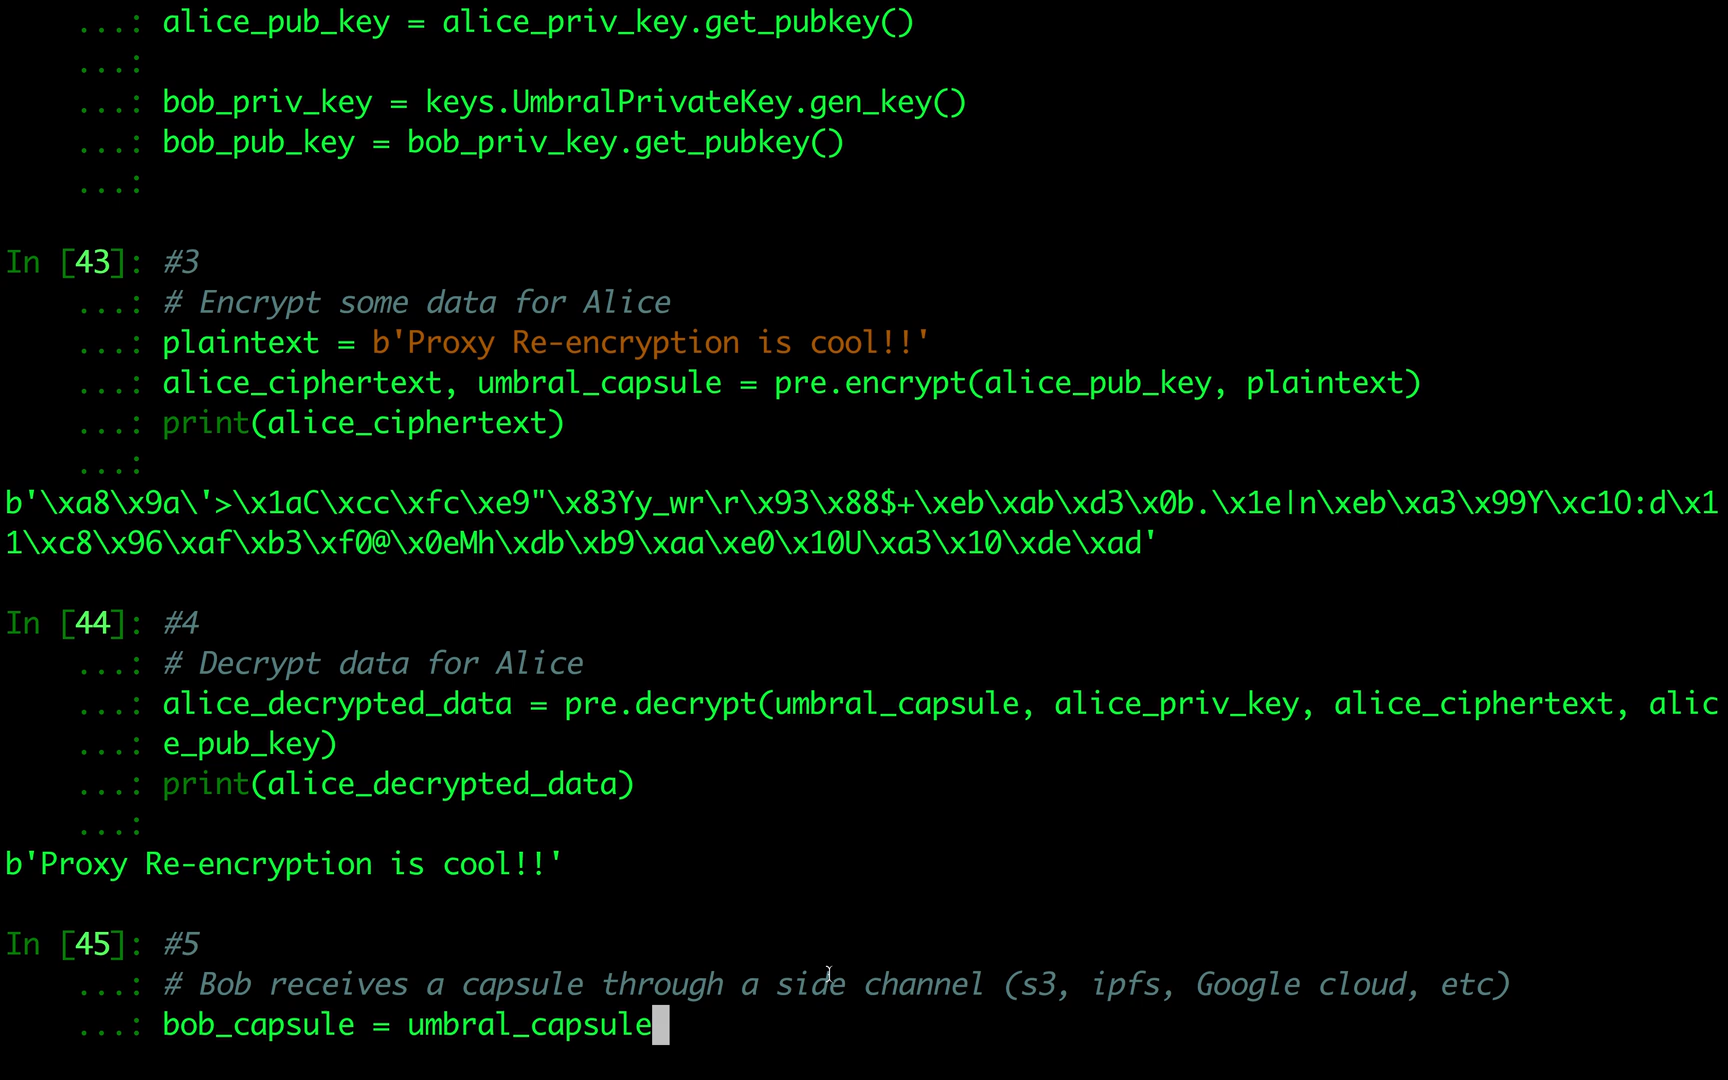 ...: alice_pub_key = alice_priv_key.get_pubkey()
...:
...: bob_priv_key = keys.UmbralPrivateKey.gen_key()
...: bob_pub_key = bob_priv_key.get_pubkey()
...:
In [43]: #3
...: # Encrypt some data for Alice
...: plaintext = b'Proxy Re-encryption is cool!!'
...: alice_ciphertext, umbral_capsule = pre.encrypt(alice_pub_key, plaintext)
...: print(alice_ciphertext)
...:
b'\xa8\x9a\'>\x1aC\xcc\xfc\xe9"\x83Yy_wr\r\x93\x88$+\xeb\xab\xd3\x0b.\x1e|n\xeb\xa3\x99Y\xc1O:d\x1
1\xc8\x96\xaf\xb3\xf0@\x0eMh\xdb\xb9\xaa\xe0\x10U\xa3\x10\xde\xad'
In [44]: #4
...: # Decrypt data for Alice
...: alice_decrypted_data = pre.decrypt(umbral_capsule, alice_priv_key, alice_ciphertext, alic
...: e_pub_key)
...: print(alice_decrypted_data)
...:
b'Proxy Re-encryption is cool!!'
In [45]: #5
...: # Bob receives a capsule through a side channel (s3, ipfs, Google cloud, etc)
...: bob_capsule = umbral_capsule